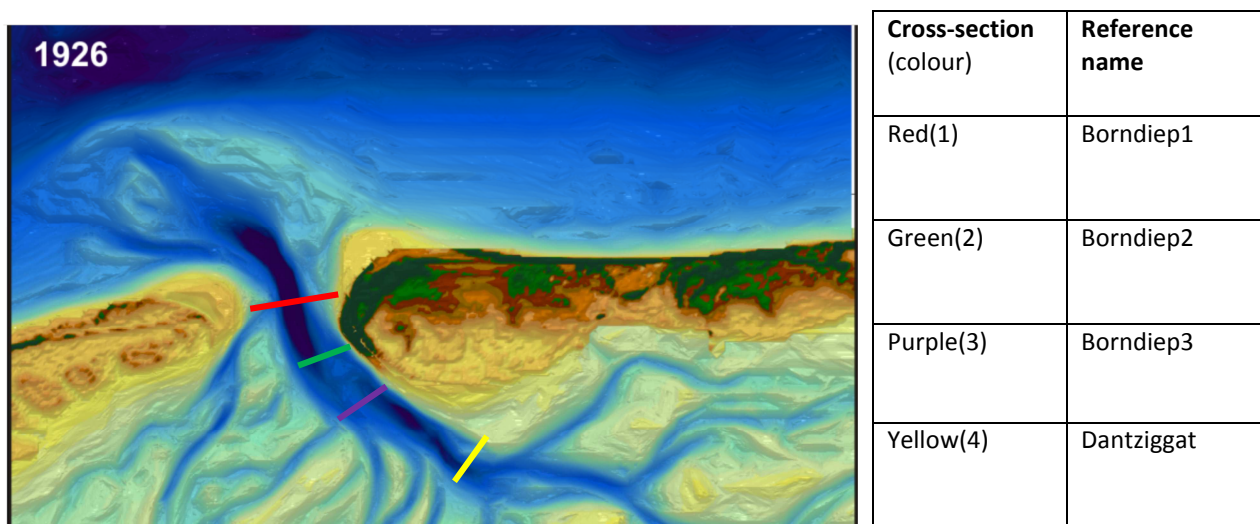 1926
Cross-section
(colour)
Reference
name
Red(1)
Borndiep1
Green(2)
Borndiep2
Purple(3)
Borndiep3
Yellow(4)
Dantziggat